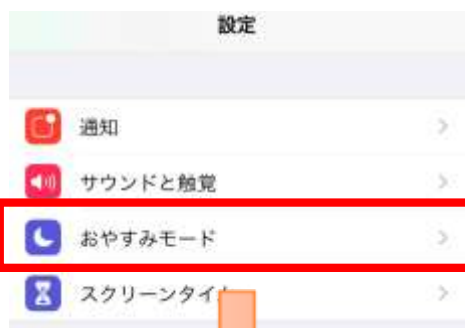 設定
通知
サウンドと触覚
おやすみモード
スクリーンタイム